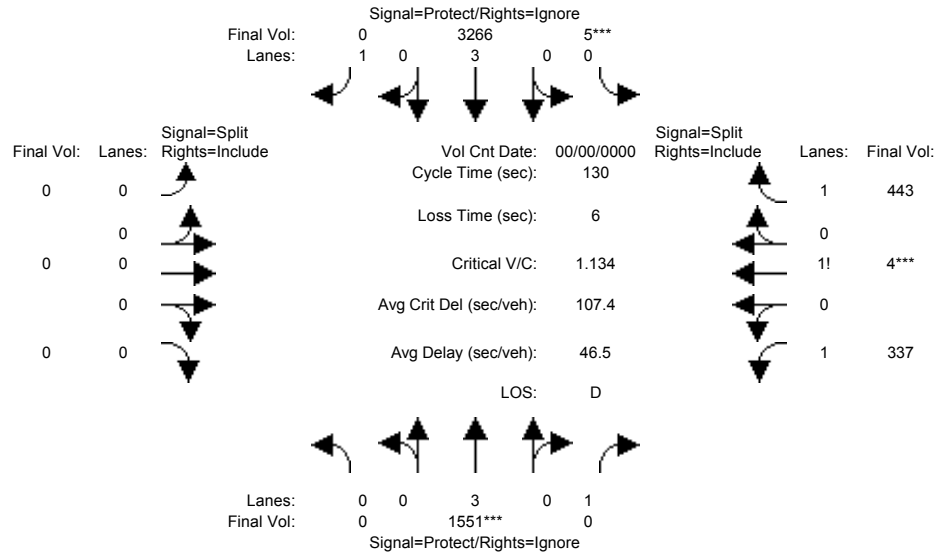 Signal=Protect/Rights=Ignore
Final Vol: 0 3266 5***
Lanes: 1 0 3 0 0
Signal=Split Signal=Split
Final Vol: Lanes: Rights=Include Vol Cnt Date: 00/00/0000 Rights=Include Lanes: Final Vol:
Cycle Time (sec): 130
0 0 1 443
Loss Time (sec): 6
0 0
0 0 Critical V/C: 1.134 1! 4***
0 Avg Crit Del (sec/veh): 107.4 0
0 0 Avg Delay (sec/veh): 46.5 1 337
LOS: D
Lanes: 0 0 3 0 1
Final Vol: 0 1551*** 0
Signal=Protect/Rights=Ignore